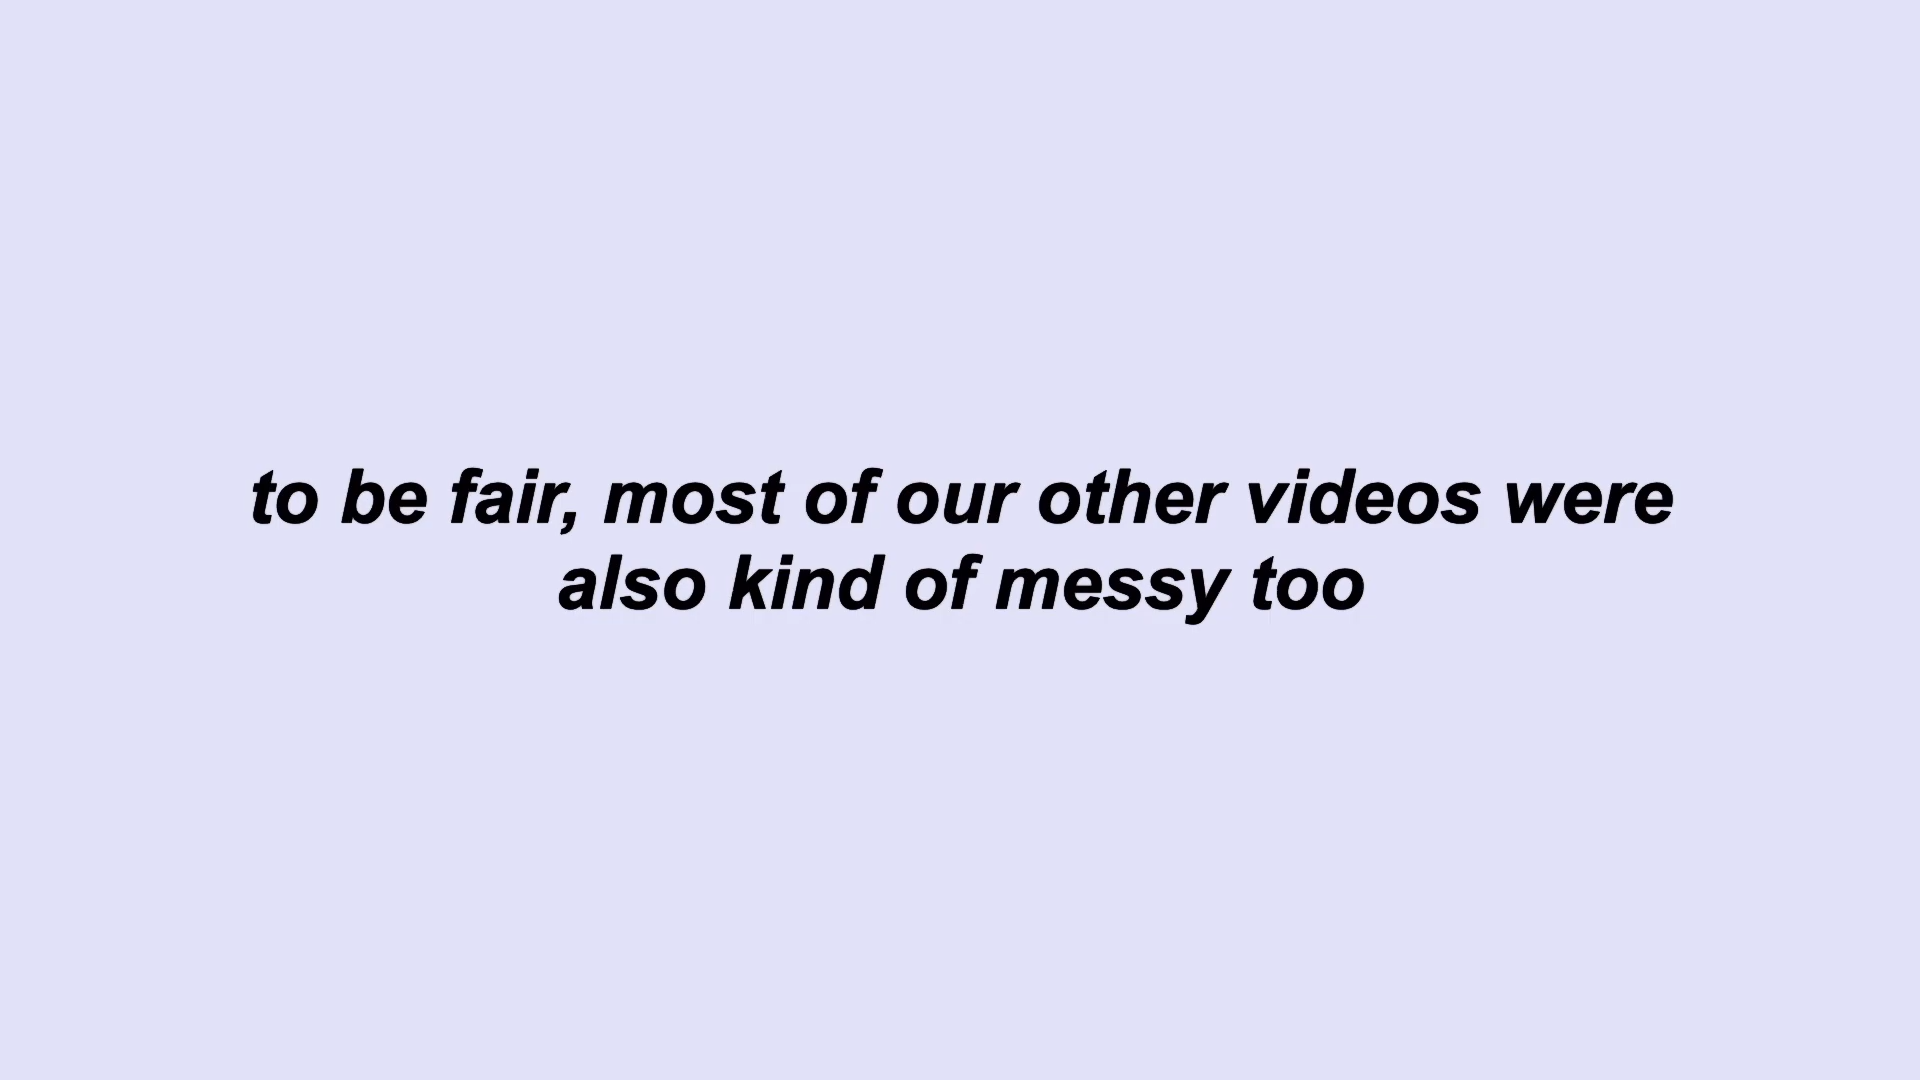 to be fair, most of our other videos were
also kind of messy too